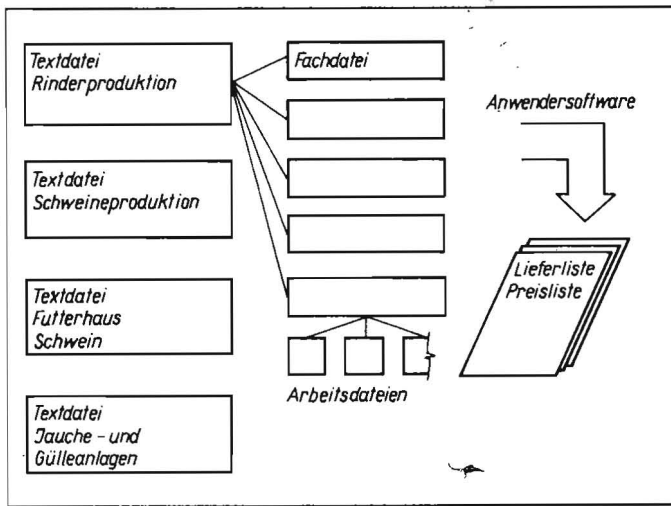 Textdatei
Rinderproduktion
Textdatei
Schweineproduktion
Textdatei
Futterhaus
Schwein
Textdatei
Jauche- und
Gülleanlagen
Fachdatei
Arbeitsdateien
Anwendersoftware
Lieferliste
Preisliste